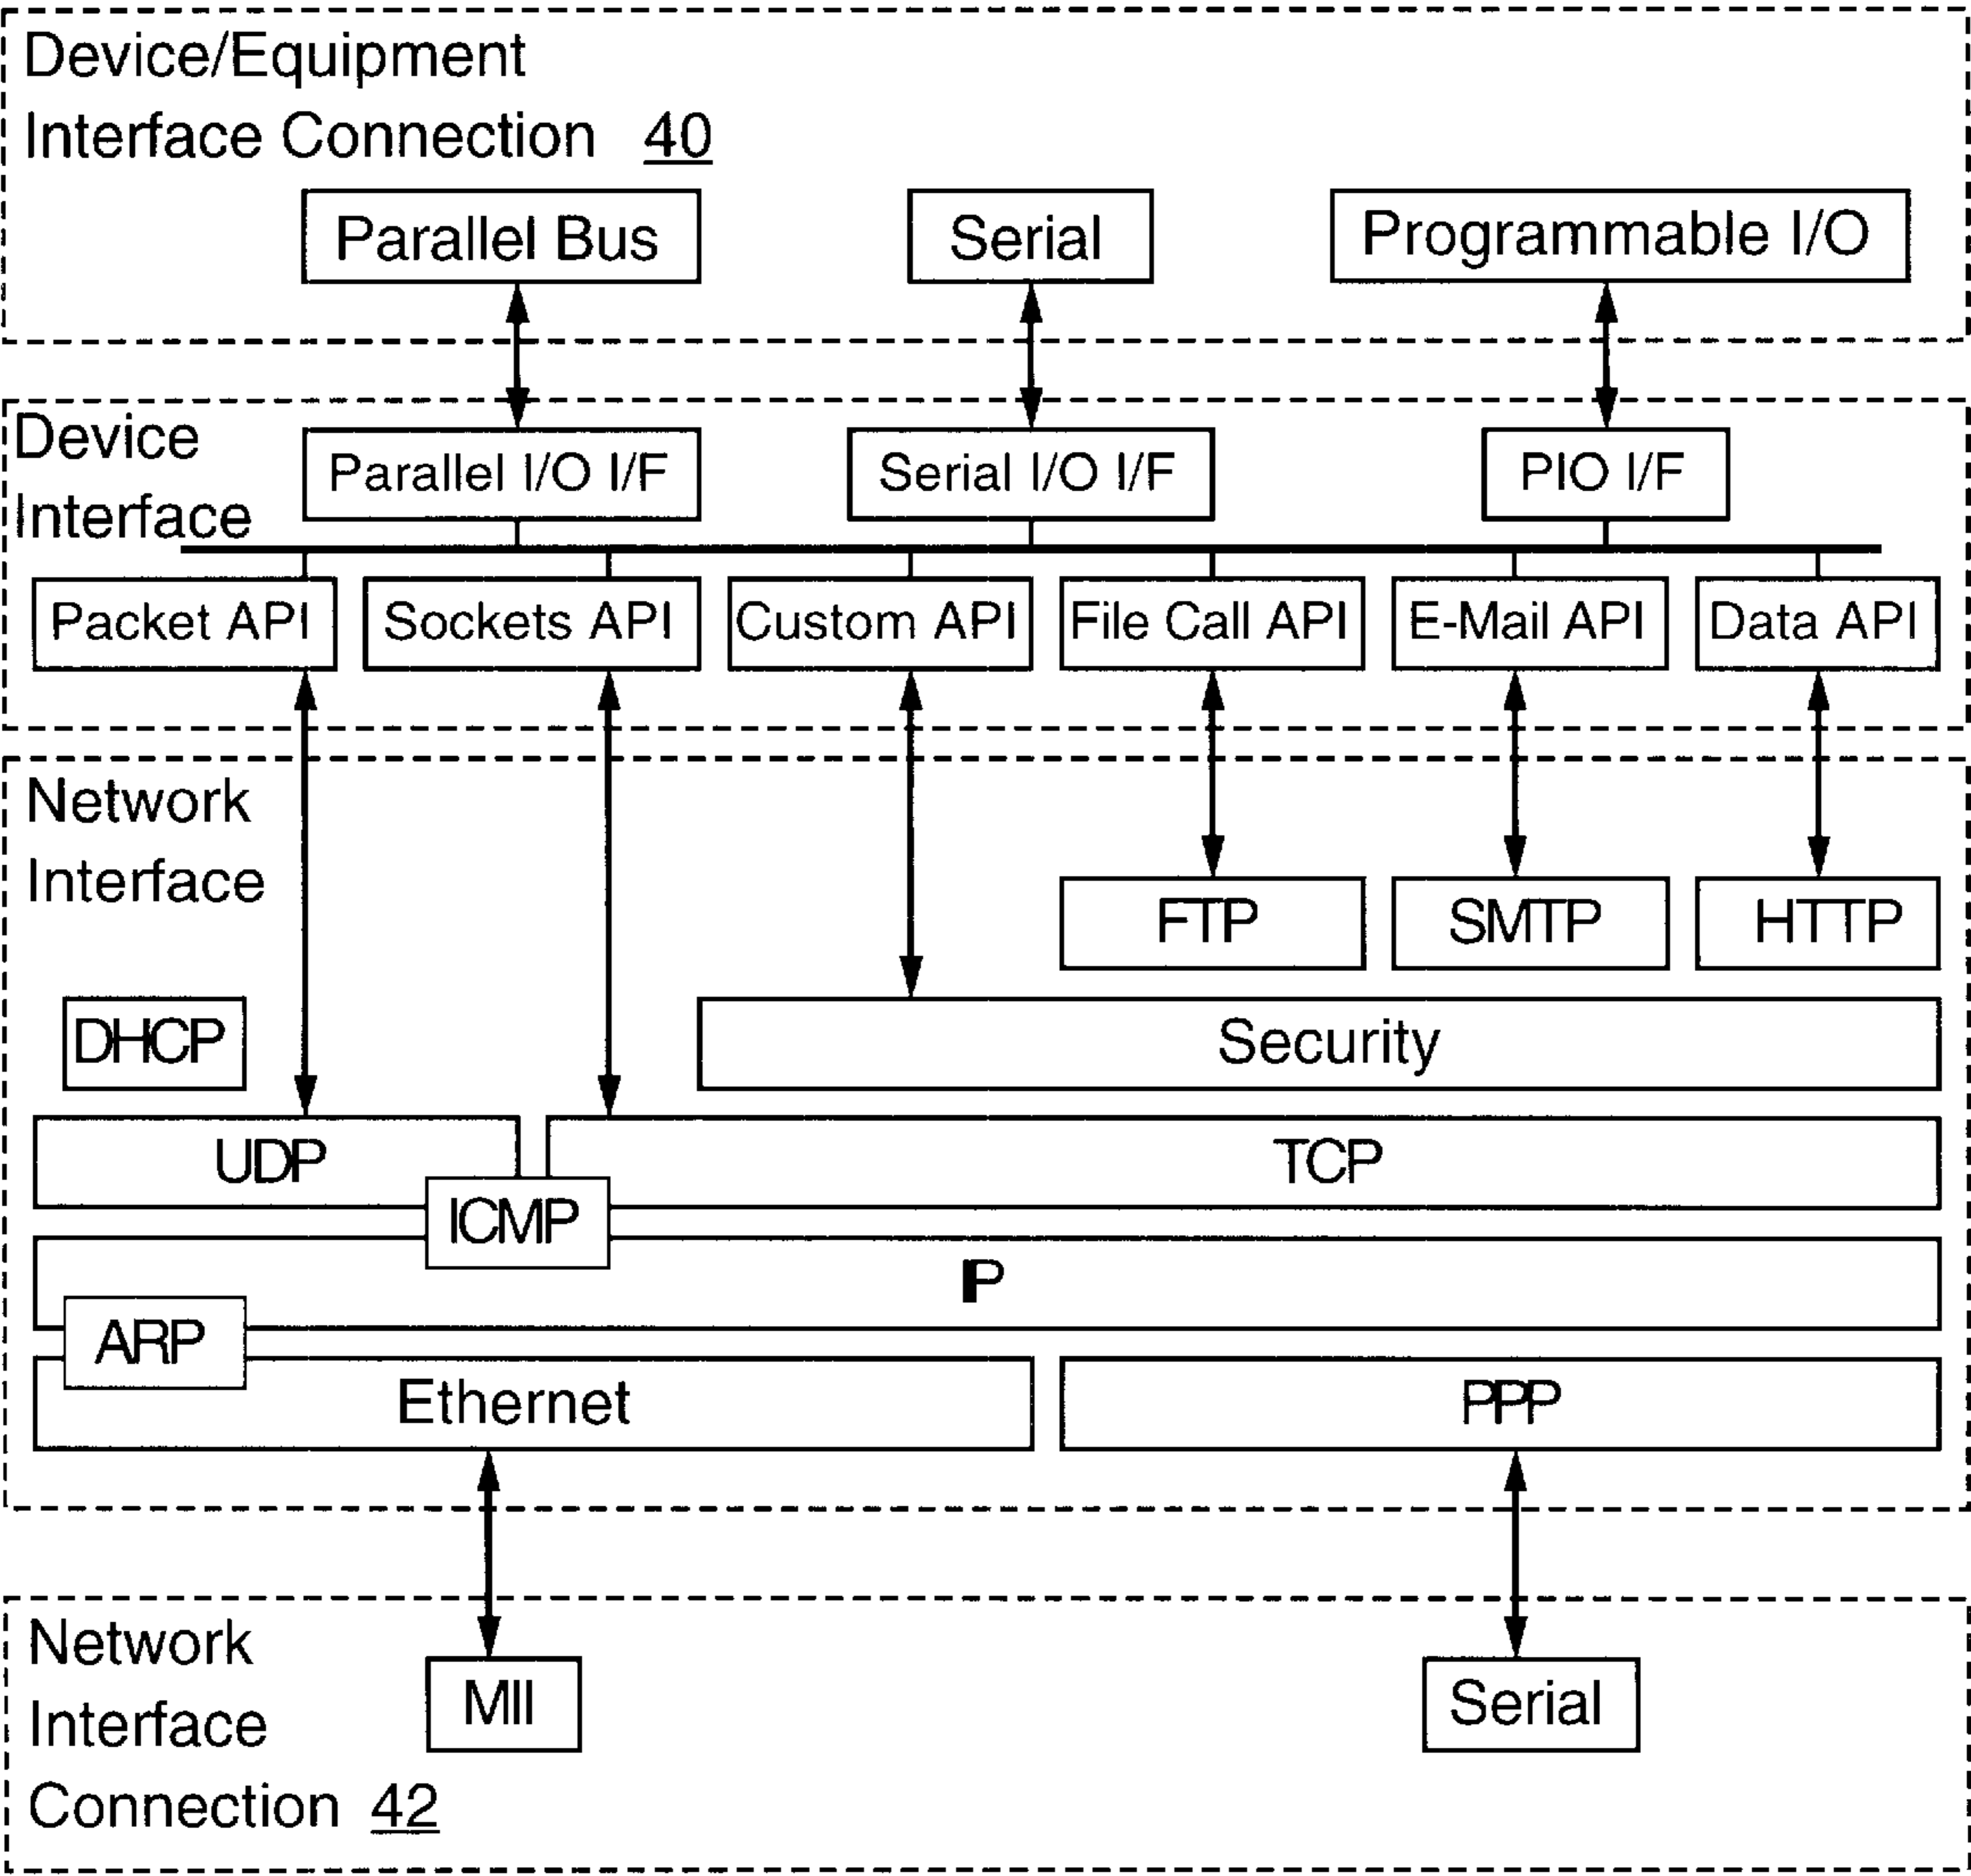 Device/Equipment
Interface Connection 40
Parallel Bus
Serial
Programmable I/O
Device
Interface
Parallel I/O I/F
Serial I/O I/F
PIO I/F
Packet API
Sockets API
Custom API
File Call API
E-Mail API
Data API
Network
Interface
FTP
SMTP
HTTP
DHCP
Security
UDP
TCP
ICMP
IP
ARP
Ethernet
PPP
Network
Interface
Connection 42
MII
Serial